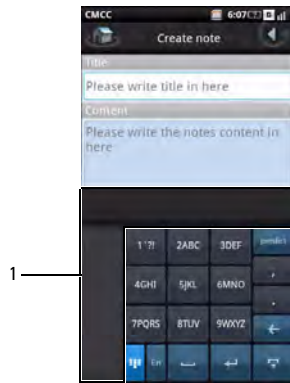 CMCC 6:07
Create note
Title
Please write title in here
Content
Please write the notes content in
here
1
1 '?! 2ABC 3DEF
4GHI 5JKL 6MNO ,
.
7PQRS 8TUV 9WXYZ
En